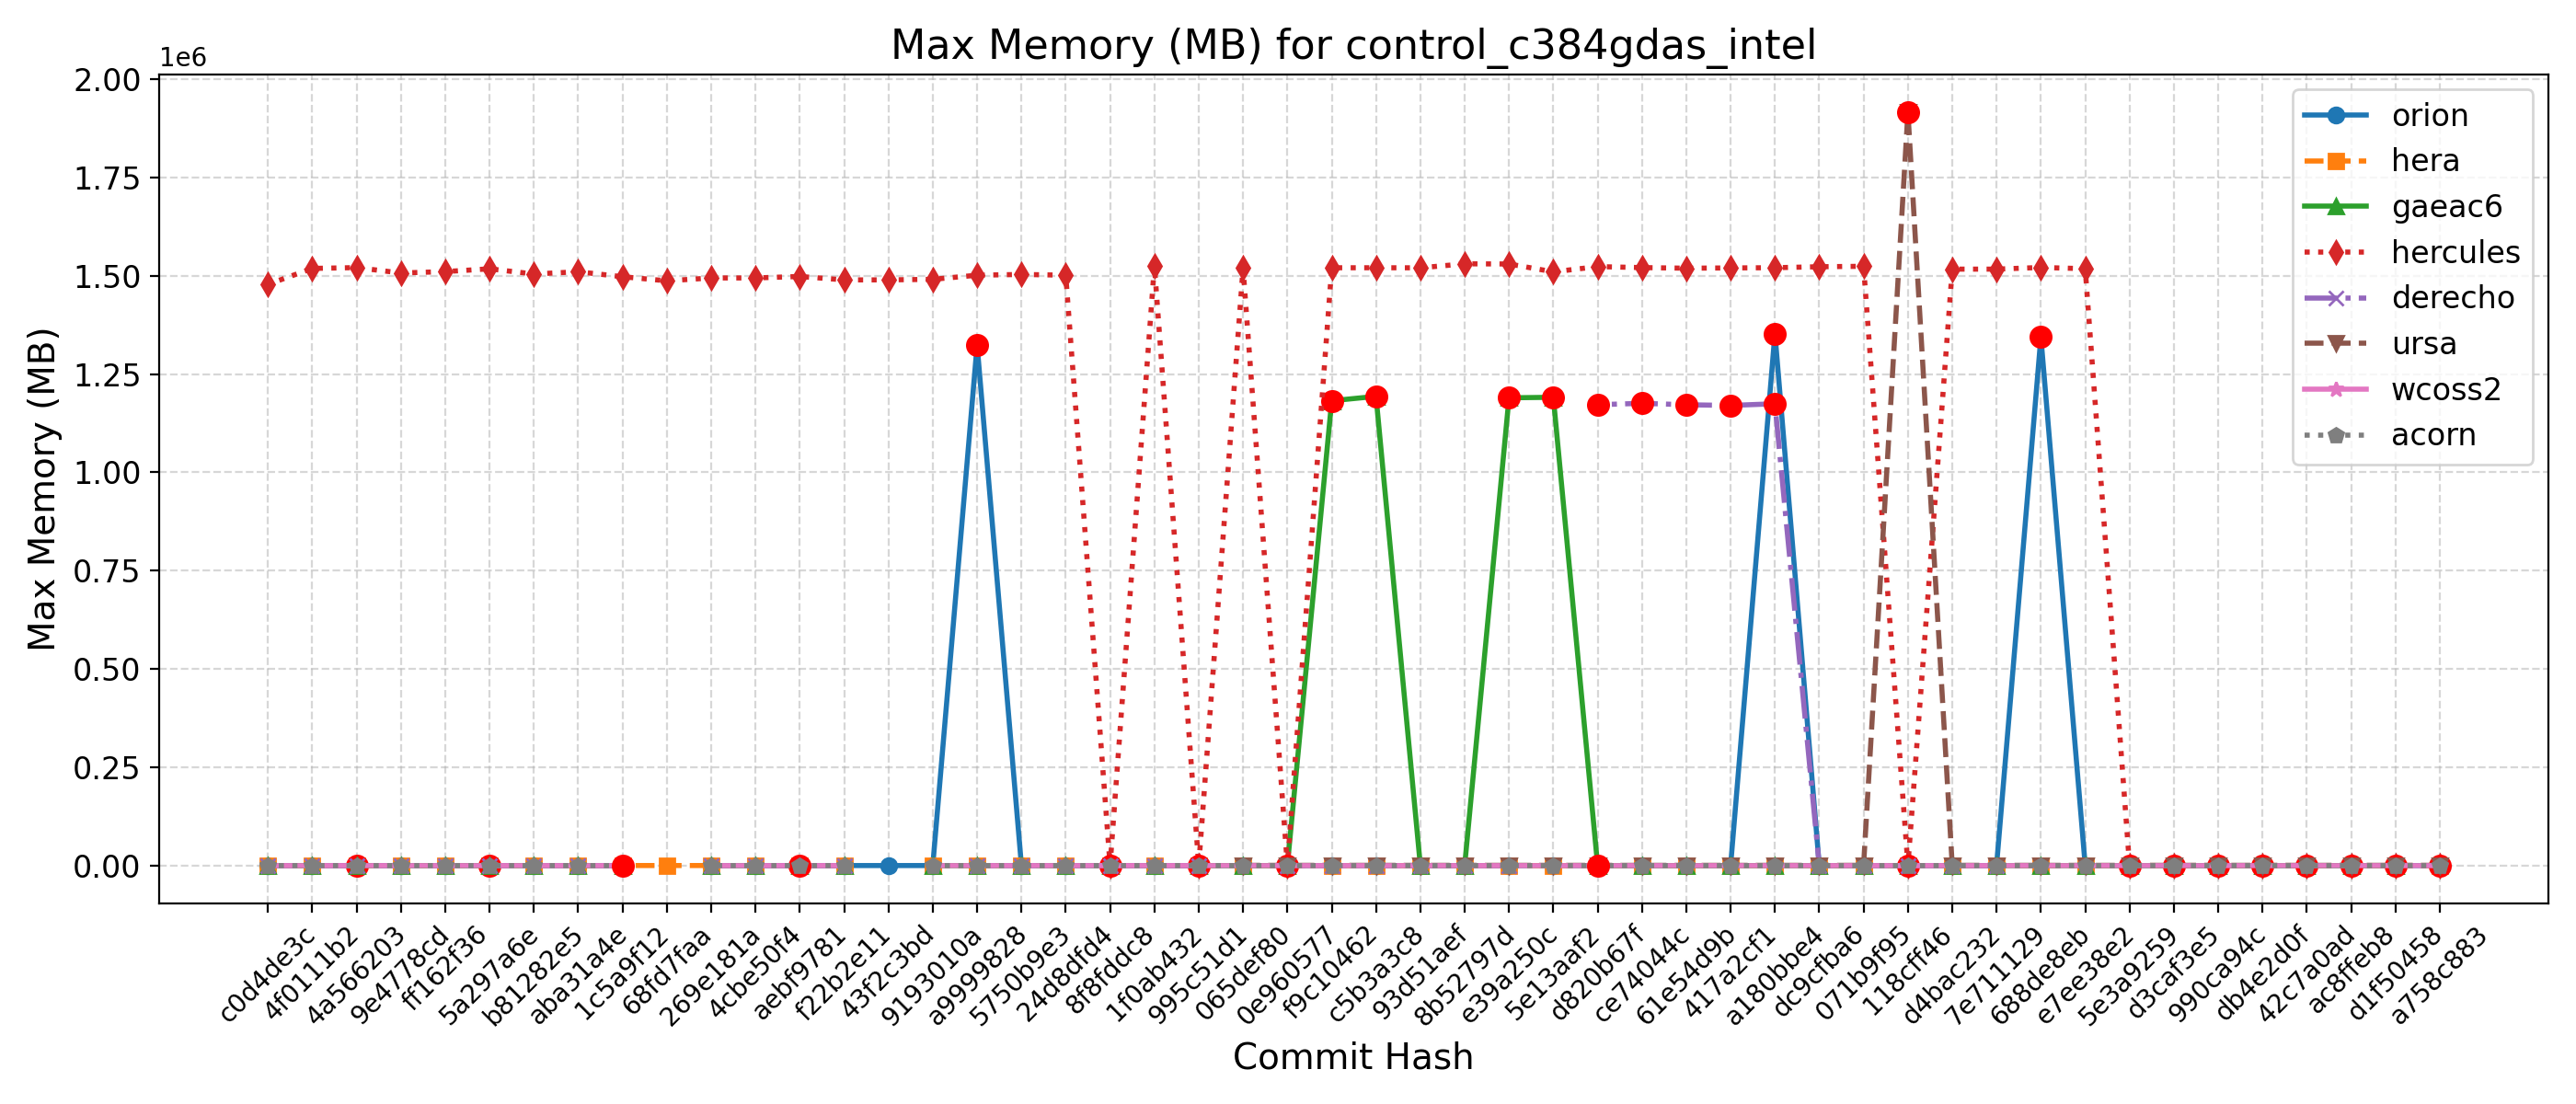 Max Memory (MB) for control_c384gdas_intel
1e6
2.00
1.75
1.50
1.25
1.00
0.75
0.50
0.25
0.00
Max Memory (MB)
orion
hera
gaeac6
hercules
derecho
ursa
wcoss2
acorn
c0d4de3c
4f0111b2
4a566203
9e4778cd
ff162f36
5a297a6e
b81282e5
aba31a4e
1c5a9f12
68fd7faa
269e181a
4cbe50f4
aebf9781
f22b2e11
43f2c3bd
9193010a
a9999828
5750b9e3
24d8dfd4
8f8fddc8
1f0ab432
995c51d1
065def80
0e960577
f9c10462
c5b3a3c8
93d51aef
8b52797d
e39a250c
5e13aaf2
d820b67f
ce74044c
61e54d9b
417a2cf1
a180bbe4
dc9cfba6
071b9f95
118cff46
d4bac232
7e711129
688de8eb
e7ee38e2
5e3a9259
d3caf3e5
990ca94c
db4e2d0f
42c7a0ad
ac8ffeb8
d1f50458
a758c883
Commit Hash